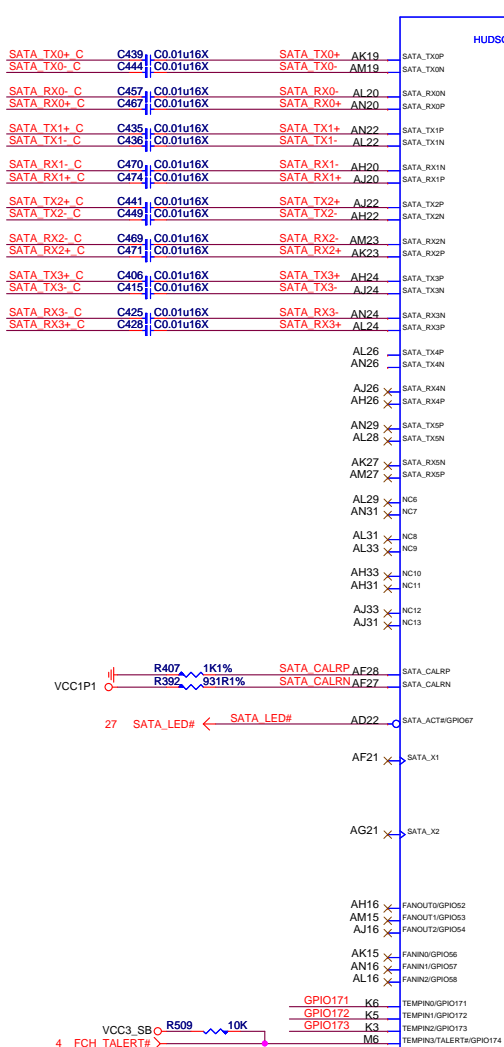 HUDSO
SATA_TX0+_C C439 C0.01u16X SATA_TX0+ AK19 SATA_TX0P
SATA_TX0-_C C444 C0.01u16X SATA_TX0- AM19 SATA_TX0N
SATA_RX0-_C C457 C0.01u16X SATA_RX0- AL20 SATA_RX0N
SATA_RX0+_C C467 C0.01u16X SATA_RX0+ AN20 SATA_RX0P
SATA_TX1+_C C435 C0.01u16X SATA_TX1+ AN22 SATA_TX1P
SATA_TX1-_C C436 C0.01u16X SATA_TX1- AL22 SATA_TX1N
SATA_RX1-_C C470 C0.01u16X SATA_RX1- AH20 SATA_RX1N
SATA_RX1+_C C474 C0.01u16X SATA_RX1+ AJ20 SATA_RX1P
SATA_TX2+_C C441 C0.01u16X SATA_TX2+ AJ22 SATA_TX2P
SATA_TX2-_C C449 C0.01u16X SATA_TX2- AH22 SATA_TX2N
SATA_RX2-_C C469 C0.01u16X SATA_RX2- AM23 SATA_RX2N
SATA_RX2+_C C471 C0.01u16X SATA_RX2+ AK23 SATA_RX2P
SATA_TX3+_C C406 C0.01u16X SATA_TX3+ AH24 SATA_TX3P
SATA_TX3-_C C415 C0.01u16X SATA_TX3- AJ24 SATA_TX3N
SATA_RX3-_C C425 C0.01u16X SATA_RX3- AN24 SATA_RX3N
SATA_RX3+_C C428 C0.01u16X SATA_RX3+ AL24 SATA_RX3P
AL26 SATA_TX4P
AN26 SATA_TX4N
AJ26 SATA_RX4N
AH26 SATA_RX4P
AN29 SATA_TX5P
AL28 SATA_TX5N
AK27 SATA_RX5N
AM27 SATA_RX5P
AL29 NC6
AN31 NC7
AL31 NC8
AL33 NC9
AH33 NC10
AH31 NC11
AJ33 NC12
AJ31 NC13
R407 1K1% SATA_CALRP AF28 SATA_CALRP
VCC1P1 R392 931R1% SATA_CALRN AF27 SATA_CALRN
27 SATA_LED# SATA_LED# AD22 SATA_ACT#/GPIO67
AF21 SATA_X1
AG21 SATA_X2
AH16 FANOUT0/GPIO52
AM15 FANOUT1/GPIO53
AJ16 FANOUT2/GPIO54
AK15 FANIN0/GPIO56
AN16 FANIN1/GPIO57
AL16 FANIN2/GPIO58
GPIO171 K6 TEMPIN0/GPIO171
GPIO172 K5 TEMPIN1/GPIO172
VCC3_SB R509 10K GPIO173 K3 TEMPIN2/GPIO173
4 FCH_TALERT# M6 TEMPIN3/TALERT#/GPIO174